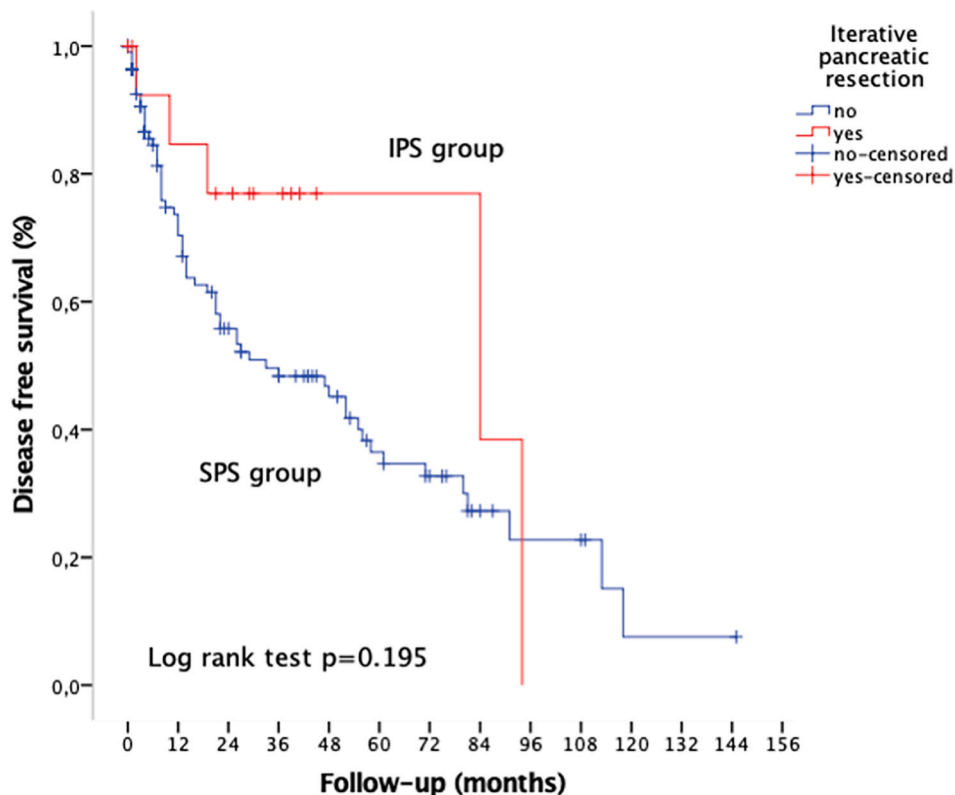 Iterative
pancreatic
resection
no
yes
no-censored
yes-censored
IPS group
SPS group
Log rank test p=0.195
Disease free survival (%)
1,0
0,8
0,6
0,4
0,2
0,0
0 12 24 36 48 60 72 84 96 108 120 132 144 156
Follow-up (months)